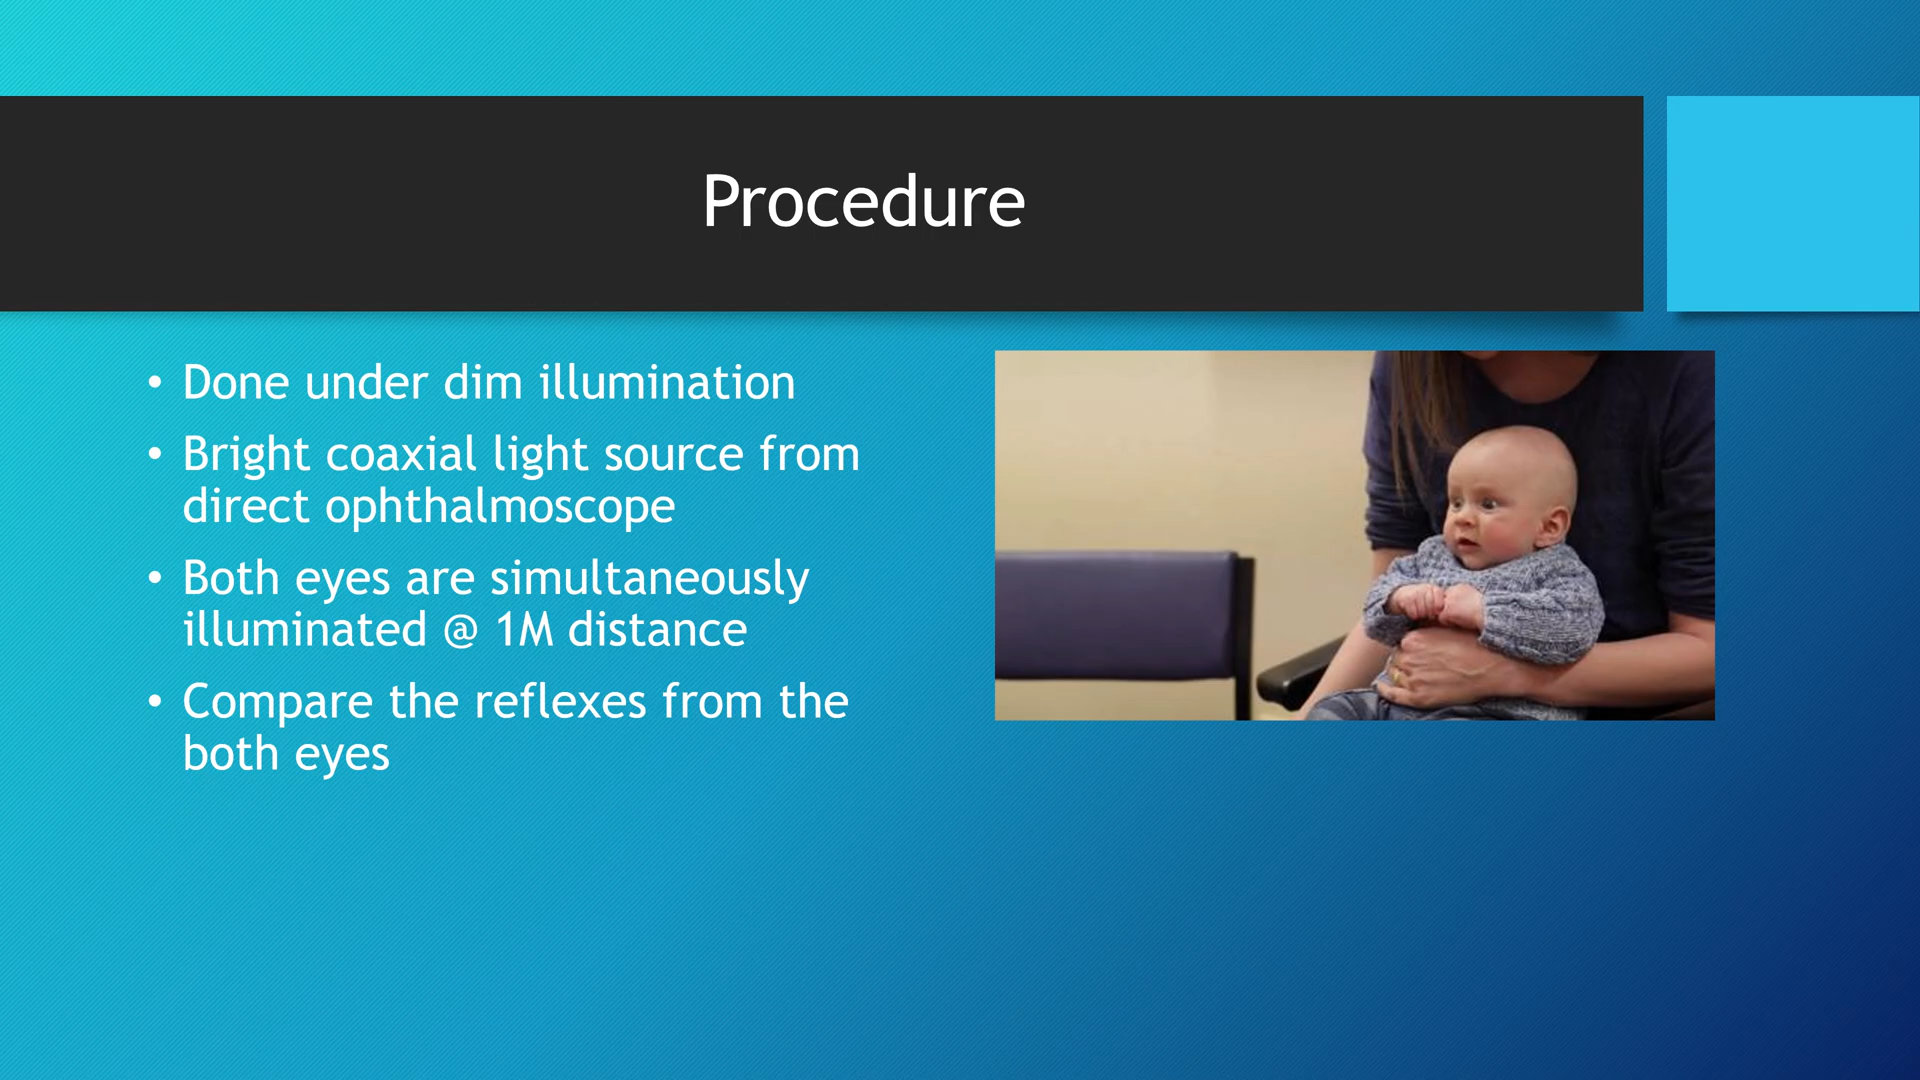 Procedure
• Done under dim illumination
• Bright coaxial light source from
direct ophthalmoscope
• Both eyes are simultaneously
illuminated @ 1M distance
• Compare the reflexes from the
both eyes